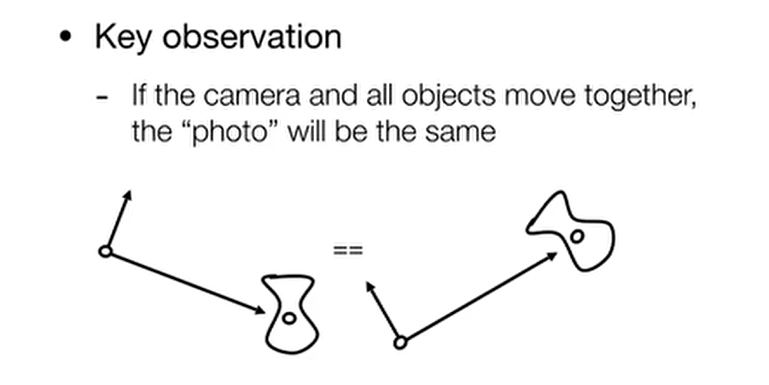 • Key observation
- If the camera and all objects move together,
the “photo” will be the same
==